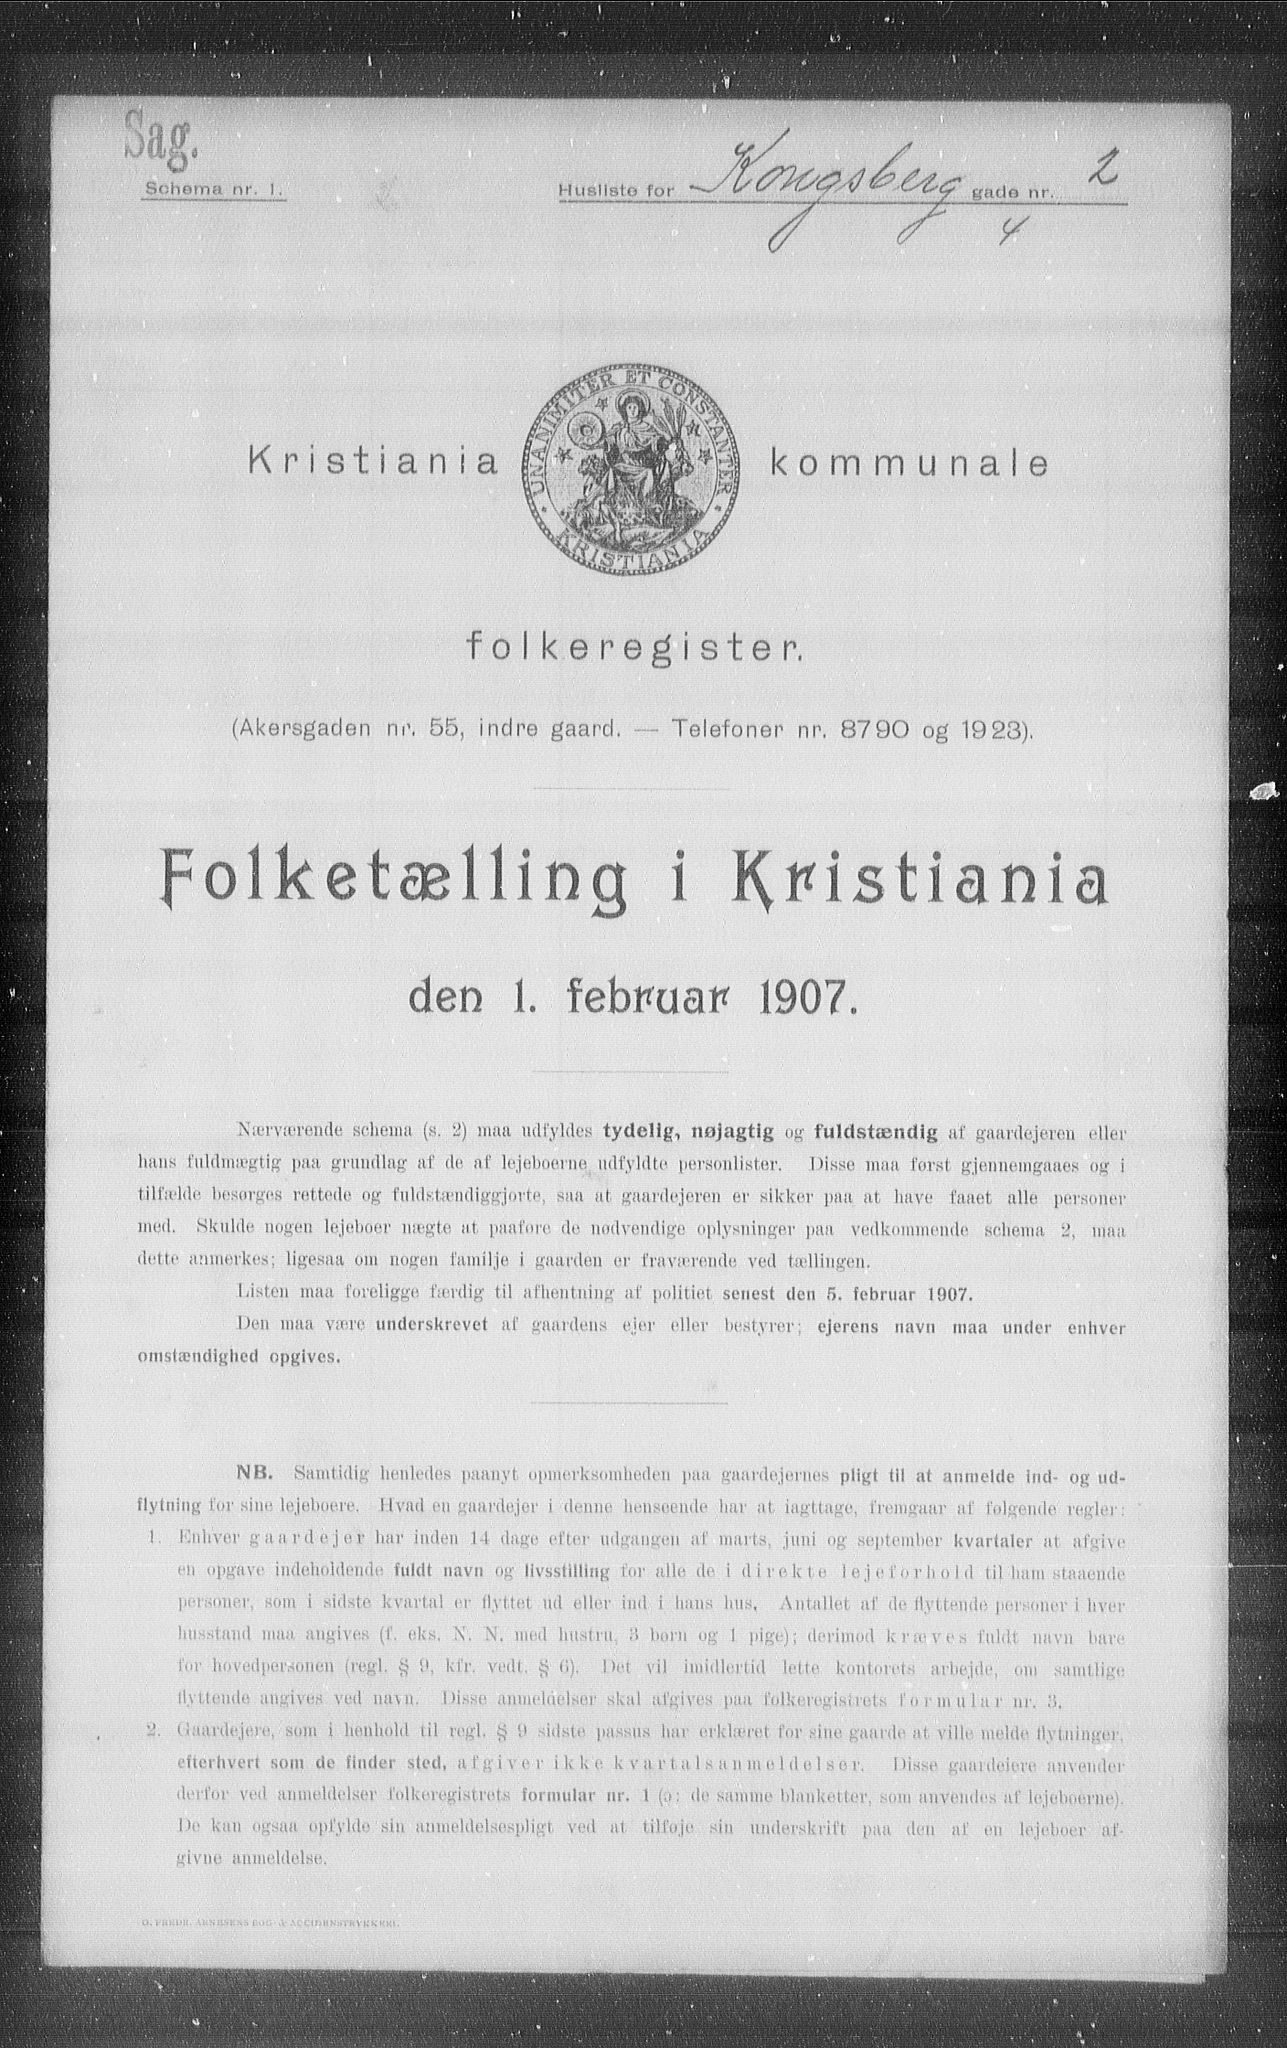 Sag.
Schema nr. 1.
Husliste for Kongsberg gade nr. 2
4
UNANIMITER ET CONSTANTER
KRISTIANIA
Kristiania kommunale
folkeregister.
(Akersgaden nr. 55, indre gaard. — Telefoner nr. 8790 og 1923).
Folketælling i Kristiania
den 1. februar 1907.
Nærværende schema (s. 2) maa udfyldes tydelig, nøjagtig og fuldstændig af gaardejeren eller
hans fuldmægtig paa grundlag af de af lejeboerne udfyldte personlister. Disse maa først gjennemgaaes og i
tilfælde besørges rettede og fuldstændiggjorte, saa at gaardejeren er sikker paa at have faaet alle personer
med. Skulde nogen lejeboer nægte at paaføre de nødvendige oplysninger paa vedkommende schema 2, maa
dette anmerkes; ligesaa om nogen familje i gaarden er fraværende ved tællingen.
Listen maa foreligge færdig til afhentning af politiet senest den 5. februar 1907.
Den maa være underskrevet af gaardens ejer eller bestyrer; ejerens navn maa under enhver
omstændighed opgives.
NB. Samtidig henledes paanyt opmerksomheden paa gaardejernes pligt til at anmelde ind- og ud-
flytning for sine lejeboere. Hvad en gaardejer i denne henseende har at iagttage, fremgaar af følgende regler:
1. Enhver gaardejer har inden 14 dage efter udgangen af marts, juni og september kvartaler at afgive
en opgave indeholdende fuldt navn og livsstilling for alle de i direkte lejeforhold til ham staaende
personer, som i sidste kvartal er flyttet ud eller ind i hans hus. Antallet af de flyttende personer i hver
husstand maa angives (f. eks. N. N. med hustru, 3 børn og 1 pige); derimod kræves fuldt navn bare
for hovedpersonen (regl. § 9, kfr. vedt. § 6). Det vil imidlertid lette kontorets arbejde, om samtlige
flyttende angives ved navn. Disse anmeldelser skal afgives paa folkeregistrets formular nr. 3.
2. Gaardejere, som i henhold til regl. § 9 sidste passus har erklæret for sine gaarde at ville melde flytninger,
efterhvert som de finder sted, afgiver ikke kvartalsanmeldelser. Disse gaardeiere anvender
derfor ved anmeldelser folkeregistrets formular nr. 1 (ɔ: de samme blanketter, som anvendes af lejeboerne).
De kan ogsaa opfylde sin anmeldelsespligt ved at tilføje sin underskrift paa den af en lejeboer af-
givne anmeldelse.
O. FREDR. ARNESENS BOG- & ACCIDENSTRYKKERI.